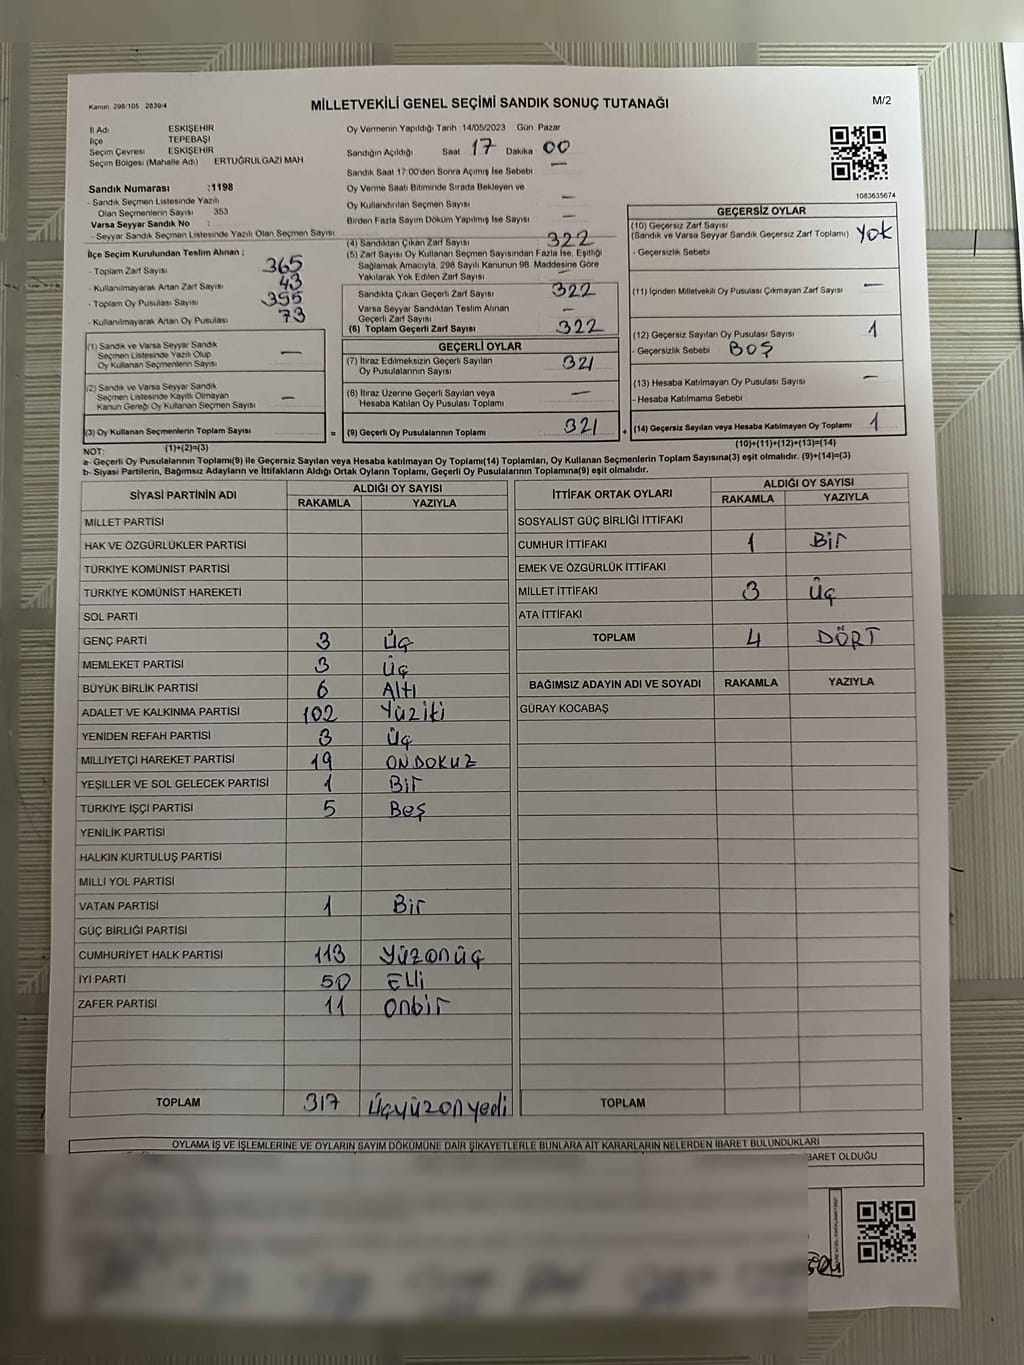 Kanun. 298/105 . 2839/4
MİLLETVEKİLİ GENEL SEÇİMİ SANDIK SONUÇ TUTANAĞI
M/2
İl Adı ESKİŞEHİR
İlçe TEPEBAŞI
Seçim Çevresi ESKİŞEHİR
Seçim Bölgesi (Mahalle Adı) ERTUĞRULGAZİ MAH
Sandık Numarası :1198
- Sandık Seçmen Listesinde Yazılı
Olan Seçmenlerin Sayısı 353
Varsa Seyyar Sandık No :
- Seyyar Sandık Seçmen Listesinde Yazılı Olan Seçmen Sayısı
İlçe Seçim Kurulundan Teslim Alınan ;
- Toplam Zarf Sayısı 365
- Kullanılmayarak Artan Zarf Sayısı 43
- Toplam Oy Pusulası Sayısı 395
- Kullanılmayarak Artan Oy Pusulası 73
(1) Sandık ve Varsa Seyyar Sandık
Seçmen Listesinde Yazılı Olup
Oy Kullanan Seçmenlerin Sayısı —
(2) Sandık ve Varsa Seyyar Sandık
Seçmen Listesinde Kayıtlı Olmayan
Kanun Gereği Oy Kullanan Seçmen Sayısı —
(3) Oy Kullanan Seçmenlerin Toplam Sayısı
(1)+(2)=(3)
Oy Vermenin Yapıldığı Tarih 14/05/2023 Gün Pazar
Sandığın Açıldığı Saat 17 Dakika 00
Sandık Saat 17:00'den Sonra Açımış İse Sebebi —
Oy Verme Saati Bitiminde Sırada Bekleyen ve
Oy Kullandırılan Seçmen Sayısı —
Birden Fazla Sayım Döküm Yapılmış İse Sayısı —
(4) Sandıktan Çıkan Zarf Sayısı 322
(5) Zarf Sayısı Oy Kullanan Seçmen Sayısından Fazla İse, Eşitliği
Sağlamak Amacıyla, 298 Sayılı Kanunun 98. Maddesine Göre
Yakılarak Yok Edilen Zarf Sayısı —
Sandıkta Çıkan Geçerli Zarf Sayısı 322
Varsa Seyyar Sandıktan Teslim Alınan
Geçerli Zarf Sayısı —
(6) Toplam Geçerli Zarf Sayısı 322
GEÇERLİ OYLAR
(7) İtiraz Edilmeksizin Geçerli Sayılan
Oy Pusulalarının Sayısı 321
(8) İtiraz Üzerine Geçerli Sayılan veya
Hesaba Katılan Oy Pusulası Toplamı —
= (9) Geçerli Oy Pusulalarının Toplamı 321 +
1083635674
GEÇERSİZ OYLAR
(10) Geçersiz Zarf Sayısı
(Sandık ve Varsa Seyyar Sandık Geçersiz Zarf Toplamı) Yok
- Geçersizlik Sebebi
(11) İçinden Milletvekili Oy Pusulası Çıkmayan Zarf Sayısı —
(12) Geçersiz Sayılan Oy Pusulası Sayısı 1
- Geçersizlik Sebebi BOŞ
(13) Hesaba Katılmayan Oy Pusulası Sayısı —
- Hesaba Katılmama Sebebi
(14) Geçersiz Sayılan veya Hesaba Katılmayan Oy Toplamı 1
(10)+(11)+(12)+(13)=(14)
NOT:
a- Geçerli Oy Pusulalarının Toplamı(9) ile Geçersiz Sayılan veya Hesaba katılmayan Oy Toplamı(14) Toplamları, Oy Kullanan Seçmenlerin Toplam Sayısına(3) eşit olmalıdır. (9)+(14)=(3)
b- Siyasi Partilerin, Bağımsız Adayların ve İttifakların Aldığı Ortak Oyların Toplamı, Geçerli Oy Pusulalarının Toplamına(9) eşit olmalıdır.
SİYASİ PARTİNİN ADI ALDIĞI OY SAYISI
RAKAMLA YAZIYLA
MİLLET PARTİSİ
HAK VE ÖZGÜRLÜKLER PARTİSİ
TÜRKİYE KOMÜNİST PARTİSİ
TÜRKİYE KOMÜNİST HAREKETİ
SOL PARTİ
GENÇ PARTİ 3 Üç
MEMLEKET PARTİSİ 3 Üç
BÜYÜK BİRLİK PARTİSİ 6 Altı
ADALET VE KALKINMA PARTİSİ 102 Yüziki
YENİDEN REFAH PARTİSİ 3 Üç
MİLLİYETÇİ HAREKET PARTİSİ 19 ONDOKUZ
YEŞİLLER VE SOL GELECEK PARTİSİ 1 Bir
TÜRKİYE İŞÇİ PARTİSİ 5 Beş
YENİLİK PARTİSİ
HALKIN KURTULUŞ PARTİSİ
MİLLİ YOL PARTİSİ
VATAN PARTİSİ 1 Bir
GÜÇ BİRLİĞİ PARTİSİ
CUMHURİYET HALK PARTİSİ 113 Yüzonüç
İYİ PARTİ 50 Elli
ZAFER PARTİSİ 11 Onbir
TOPLAM 317 Üçyüzonyedi
İTTİFAK ORTAK OYLARI ALDIĞI OY SAYISI
RAKAMLA YAZIYLA
SOSYALİST GÜÇ BİRLİĞİ İTTİFAKI
CUMHUR İTTİFAKI 1 Bir
EMEK VE ÖZGÜRLÜK İTTİFAKI
MİLLET İTTİFAKI 3 Üç
ATA İTTİFAKI
TOPLAM 4 DÖRT
BAĞIMSIZ ADAYIN ADI VE SOYADI RAKAMLA YAZIYLA
GÜRAY KOCABAŞ
TOPLAM
OYLAMA İŞ VE İŞLEMLERİNE VE OYLARIN SAYIM DÖKÜMÜNE DAİR ŞİKAYETLERLE BUNLARA AİT KARARLARIN NELERDEN İBARET BULUNDUKLARI
BARET OLDUĞU